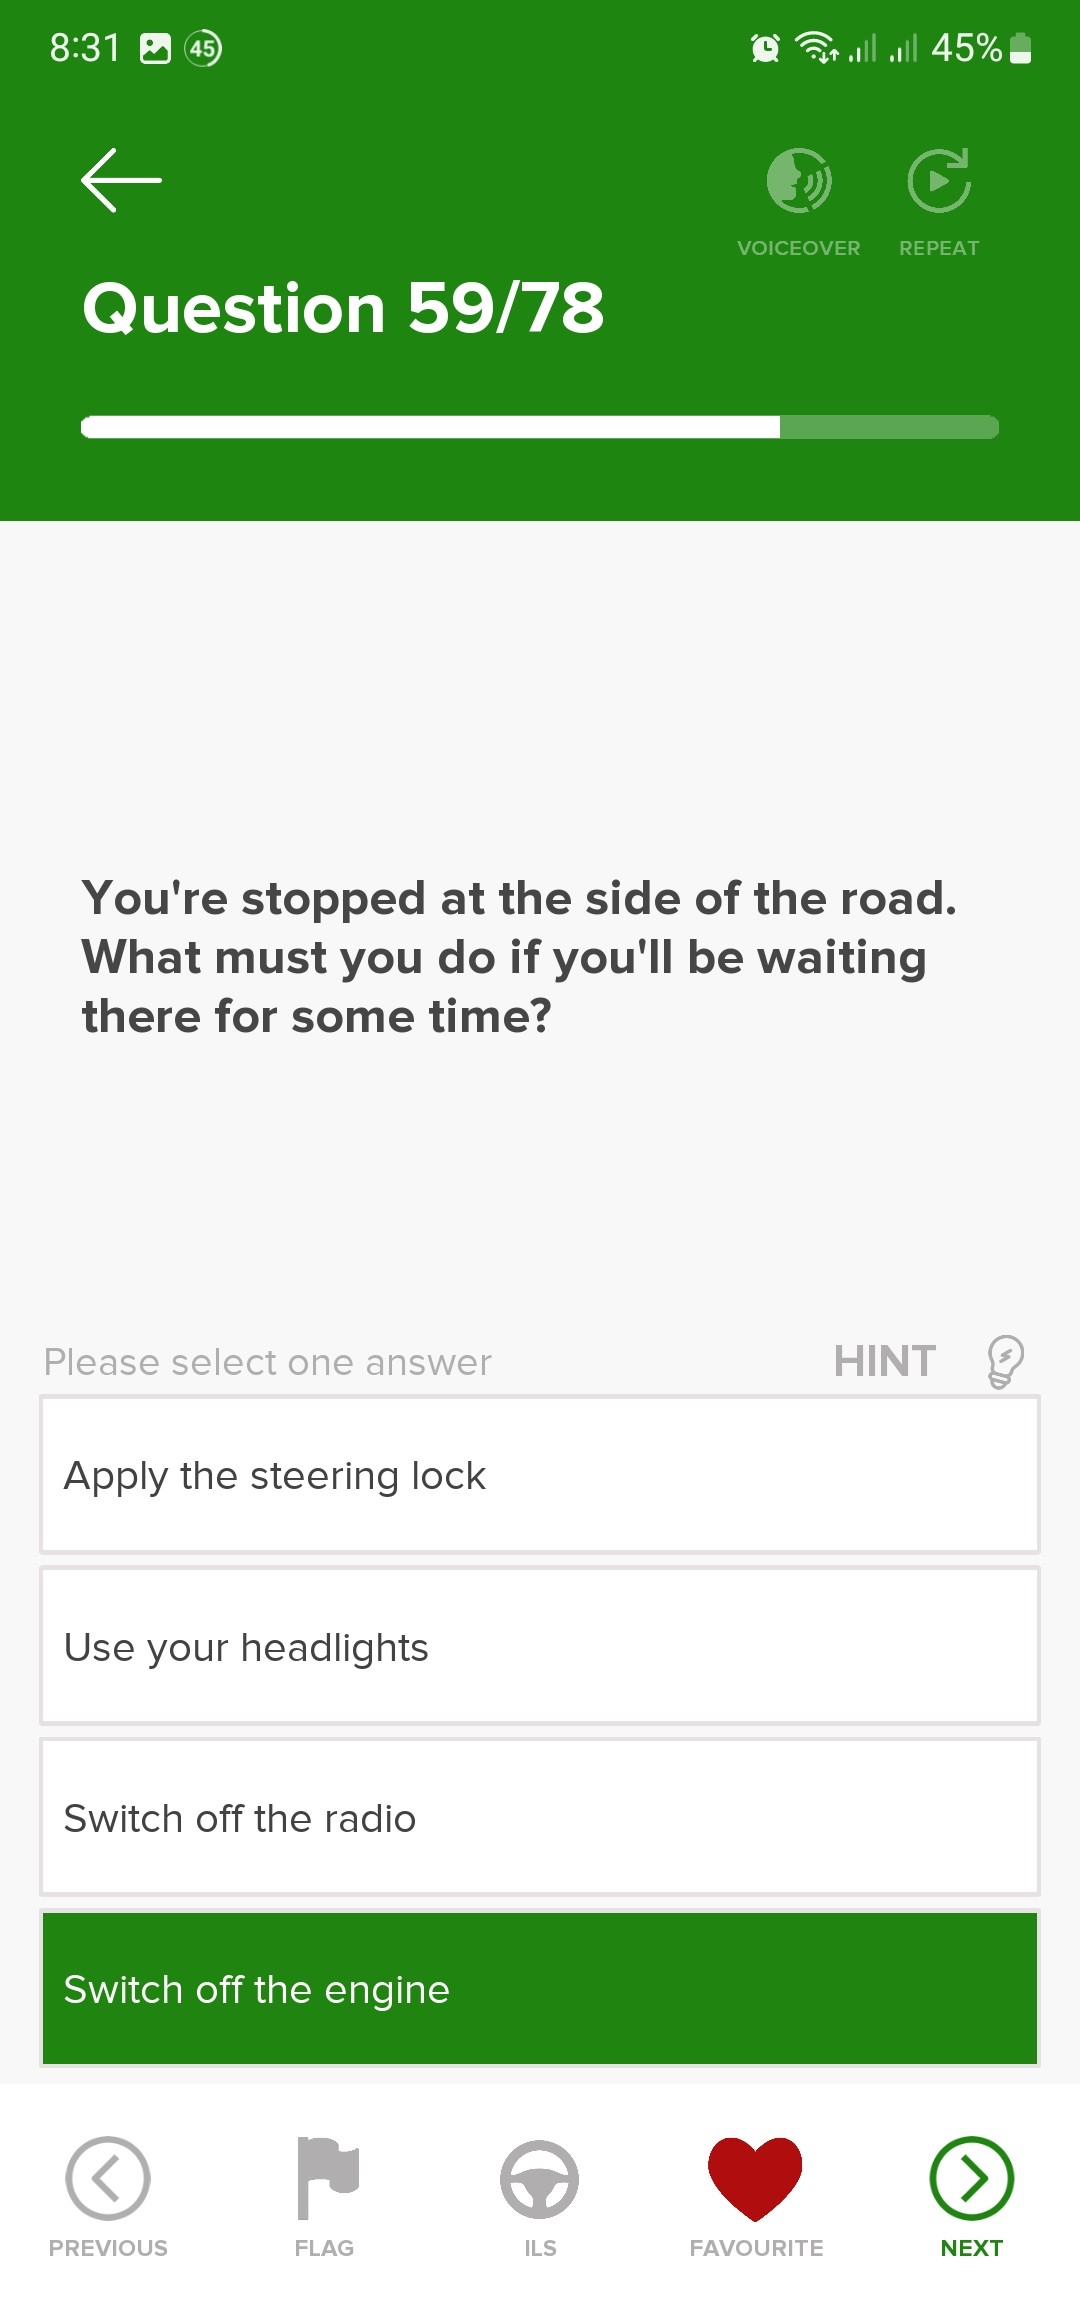 8:31 45 45%
VOICEOVER REPEAT
Question 59/78
You're stopped at the side of the road.
What must you do if you'll be waiting
there for some time?
Please select one answer HINT
Apply the steering lock
Use your headlights
Switch off the radio
Switch off the engine
PREVIOUS FLAG ILS FAVOURITE NEXT